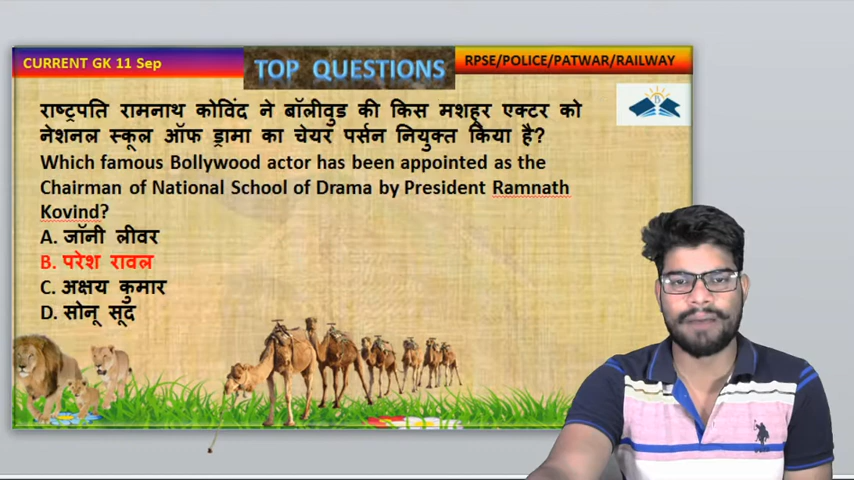 CURRENT GK 11 Sep
TOP QUESTIONS
RPSE/POLICE/PATWAR/RAILWAY
राष्ट्रपति रामनाथ कोविंद ने बॉलीवुड की किस मशहूर एक्टर को
नेशनल स्कूल ऑफ ड्रामा का चेयर पर्सन नियुक्त किया है?
Which famous Bollywood actor has been appointed as the
Chairman of National School of Drama by President Ramnath
Kovind?
A. जॉनी लीवर
B. परेश रावल
C. अक्षय कुमार
D. सोनू सूद